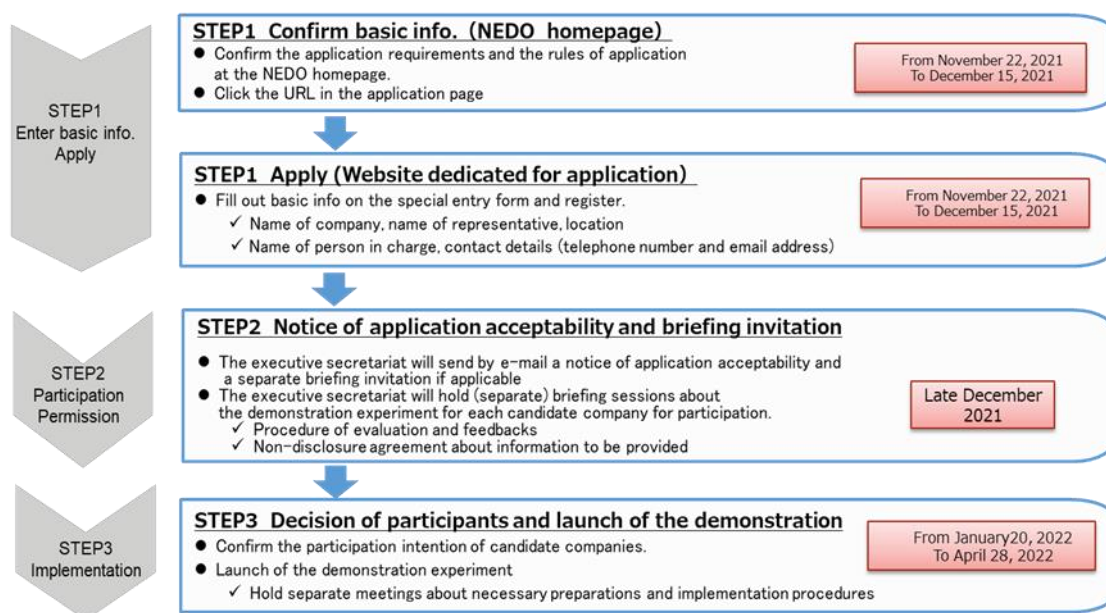 STEP1
Enter basic info.
Apply
STEP1 Confirm basic info. (NEDO homepage)
● Confirm the application requirements and the rules of application
at the NEDO homepage.
● Click the URL in the application page
From November 22, 2021
To December 15, 2021
STEP1 Apply (Website dedicated for application)
● Fill out basic info on the special entry form and register.
✓ Name of company, name of representative, location
✓ Name of person in charge, contact details (telephone number and email address)
From November 22, 2021
To December 15, 2021
STEP2
Participation
Permission
STEP2 Notice of application acceptability and briefing invitation
● The executive secretariat will send by e-mail a notice of application acceptability and
a separate briefing invitation if applicable
● The executive secretariat will hold (separate) briefing sessions about
the demonstration experiment for each candidate company for participation.
✓ Procedure of evaluation and feedbacks
✓ Non-disclosure agreement about information to be provided
Late December
2021
STEP3
Implementation
STEP3 Decision of participants and launch of the demonstration
● Confirm the participation intention of candidate companies.
● Launch of the demonstration experiment
✓ Hold separate meetings about necessary preparations and implementation procedures
From January20, 2022
To April 28, 2022